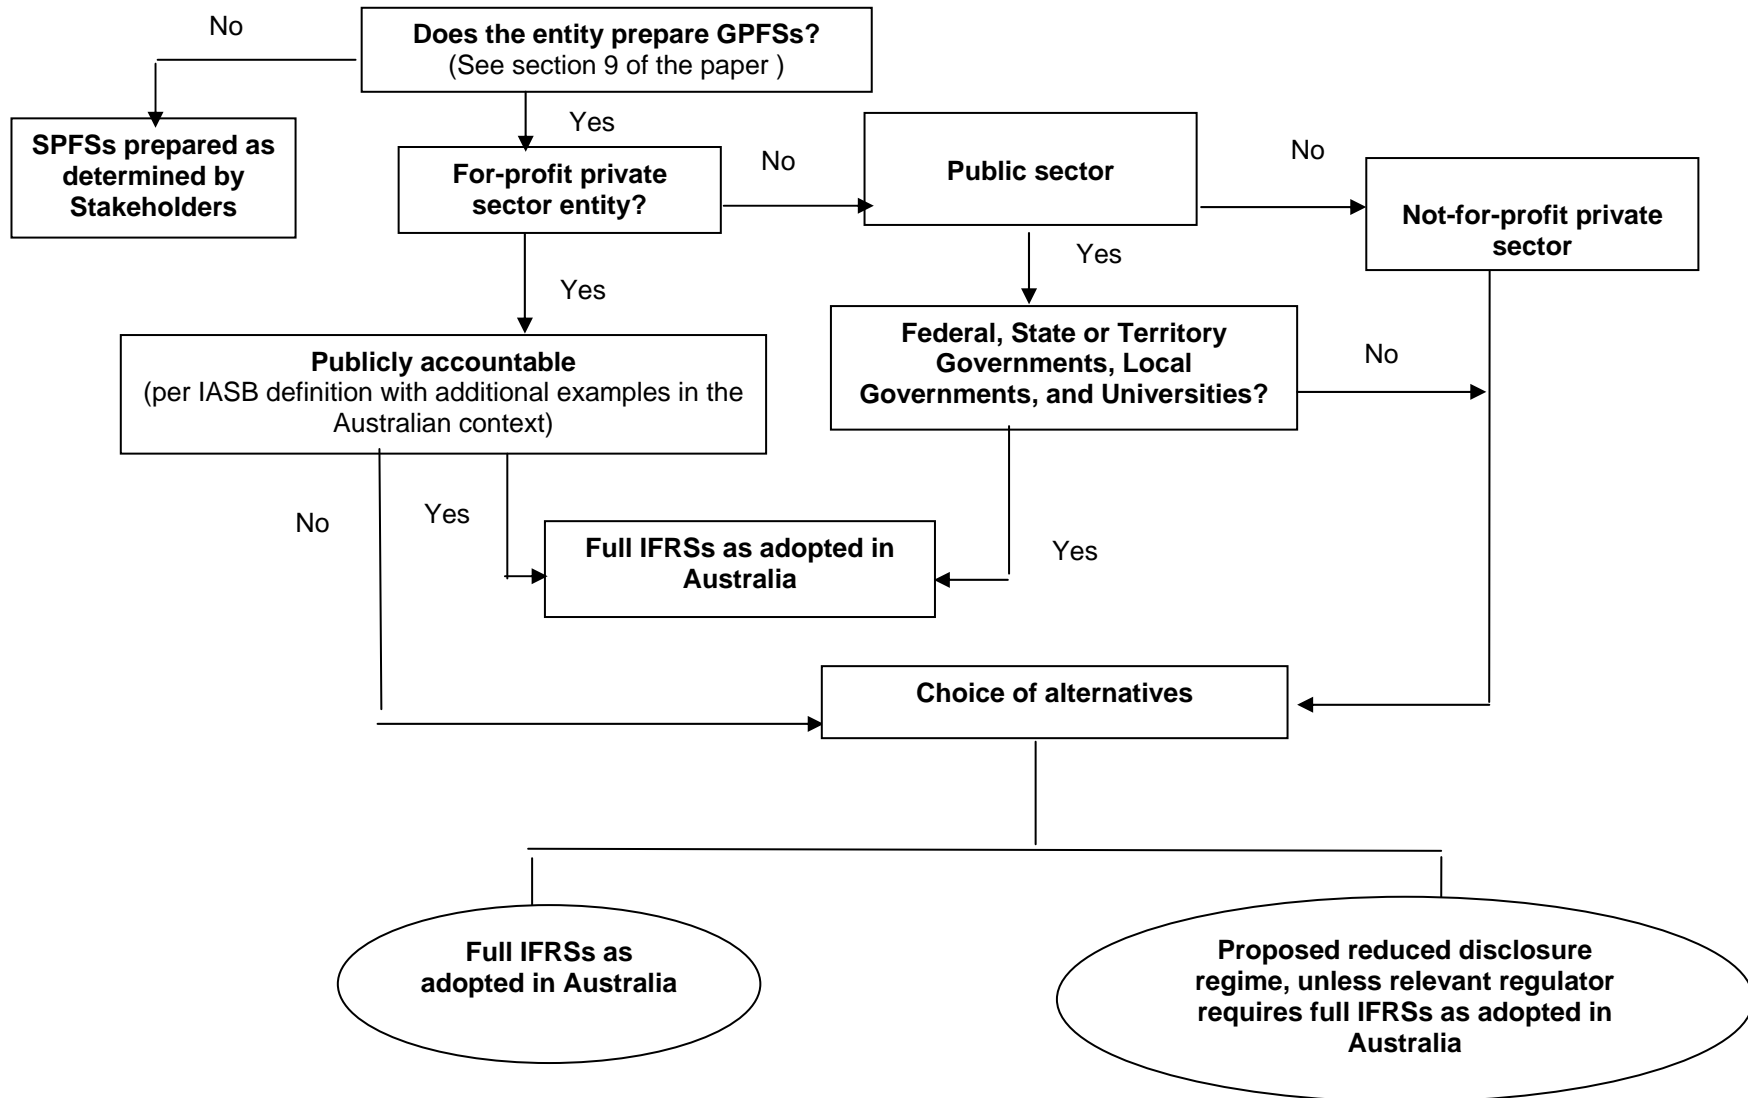 No
Does the entity prepare GPFSs?
(See section 9 of the paper )
Yes
SPFSs prepared as
determined by
Stakeholders
For-profit private
sector entity?
No
Public sector
No
Not-for-profit private
sector
Yes
Yes
Publicly accountable
(per IASB definition with additional examples in the
Australian context)
Federal, State or Territory
Governments, Local
Governments, and Universities?
No
No
Yes
Full IFRSs as adopted in
Australia
Yes
Choice of alternatives
Full IFRSs as
adopted in Australia
Proposed reduced disclosure
regime, unless relevant regulator
requires full IFRSs as adopted in
Australia